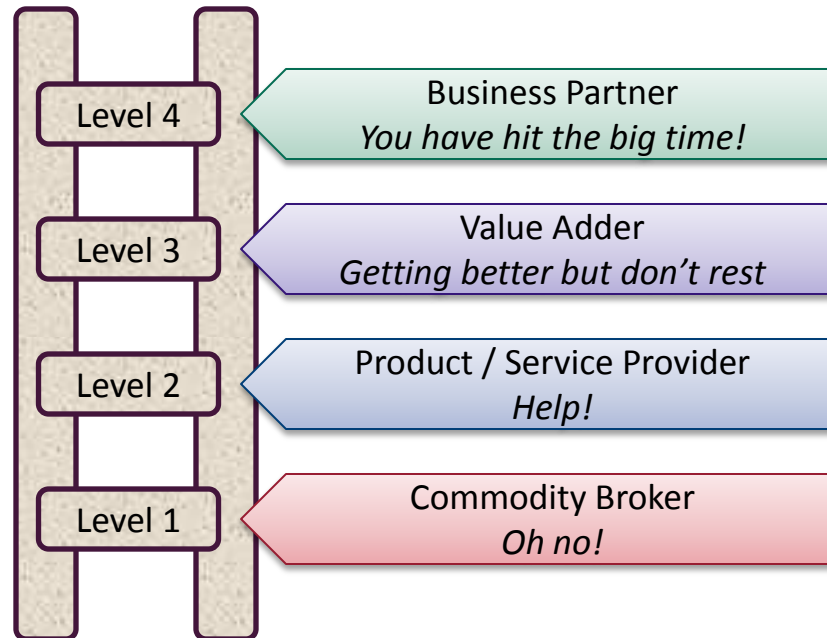 Level 4
Business Partner
You have hit the big time!
Level 3
Value Adder
Getting better but don’t rest
Level 2
Product / Service Provider
Help!
Level 1
Commodity Broker
Oh no!